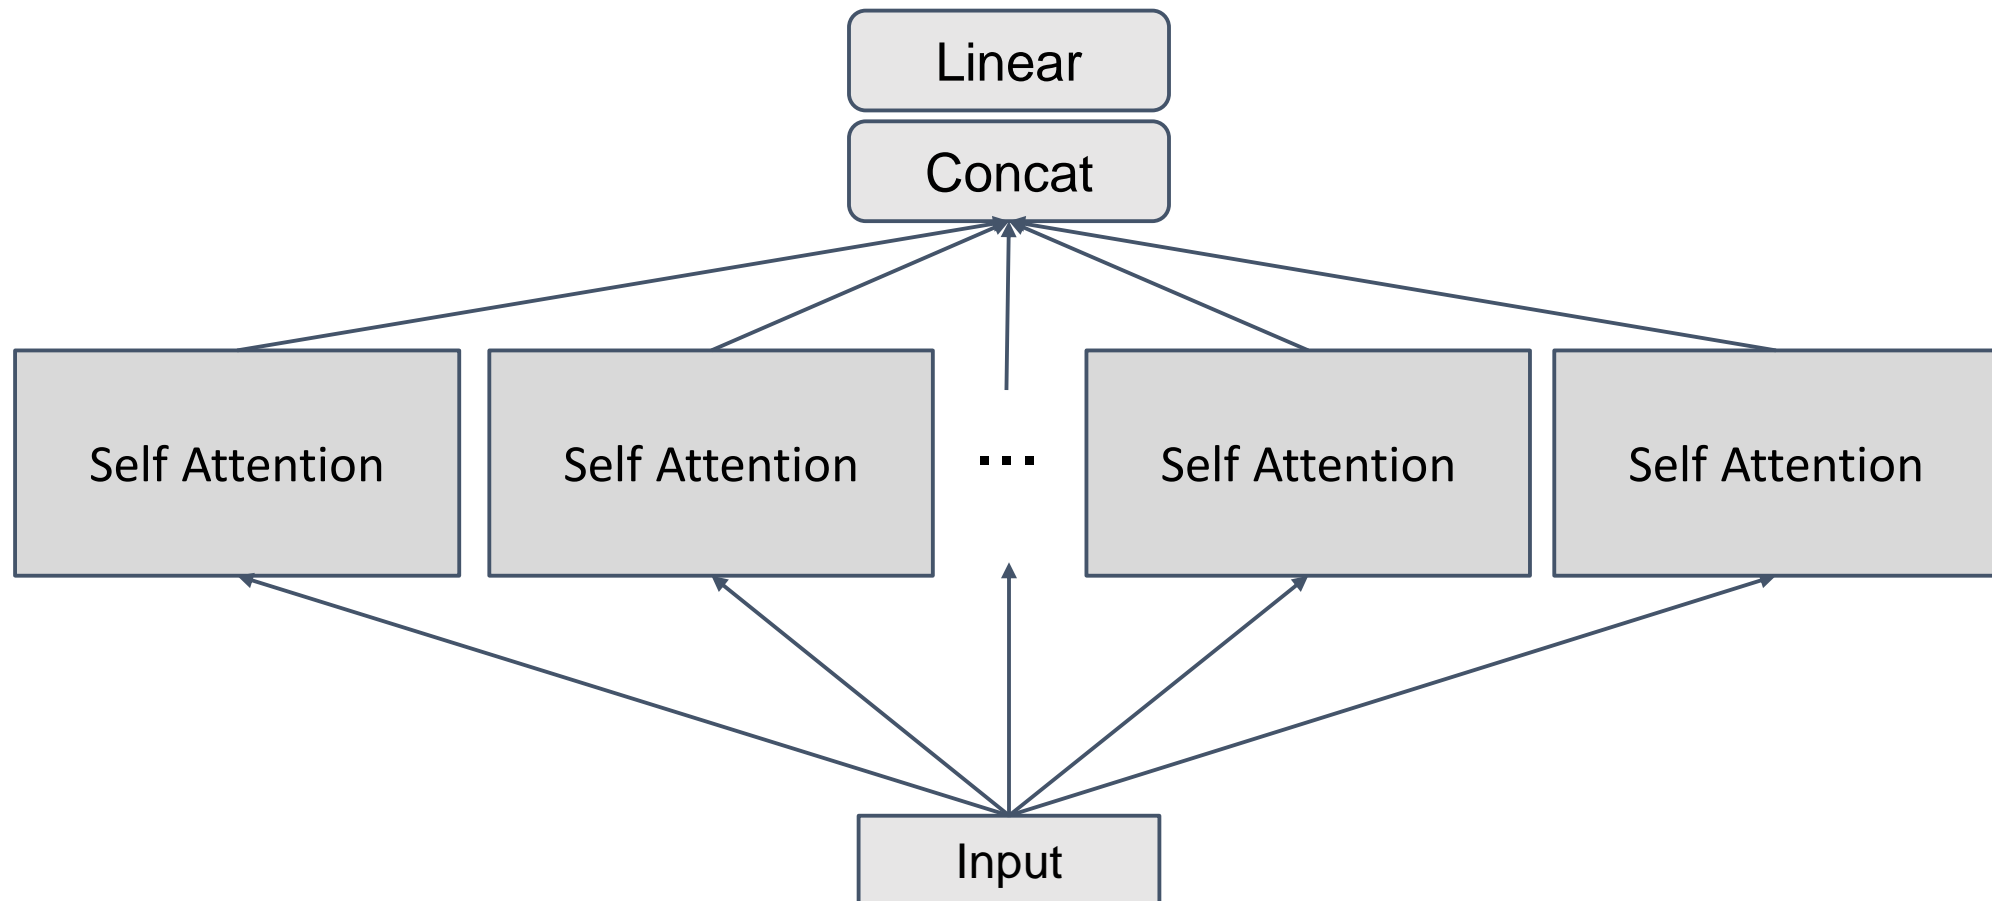 Linear
Concat
Self Attention
Self Attention
...
Self Attention
Self Attention
Input